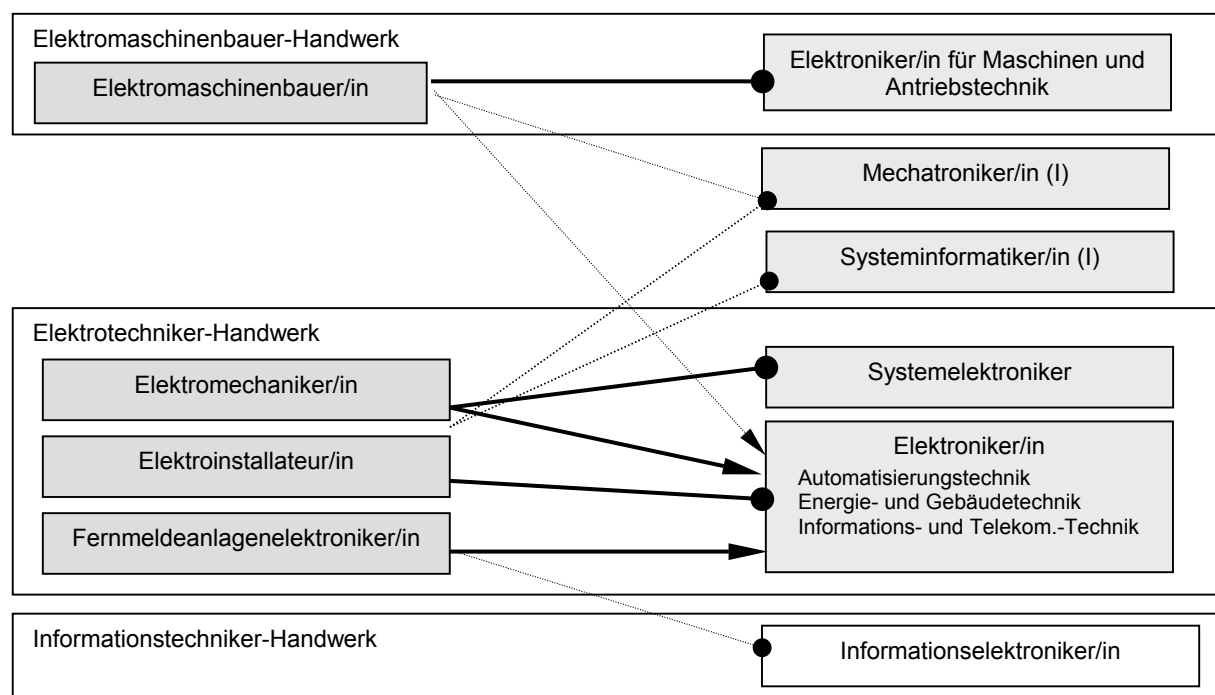 Elektromaschinenbauer-Handwerk
Elektromaschinenbauer/in
Elektroniker/in für Maschinen und
Antriebstechnik
Mechatroniker/in (I)
Systeminformatiker/in (I)
Elektrotechniker-Handwerk
Elektromechaniker/in
Systemelektroniker
Elektroinstallateur/in
Elektroniker/in
Automatisierungstechnik
Energie- und Gebäudetechnik
Informations- und Telekom.-Technik
Fernmeldeanlagenelektroniker/in
Informationstechniker-Handwerk
Informationselektroniker/in